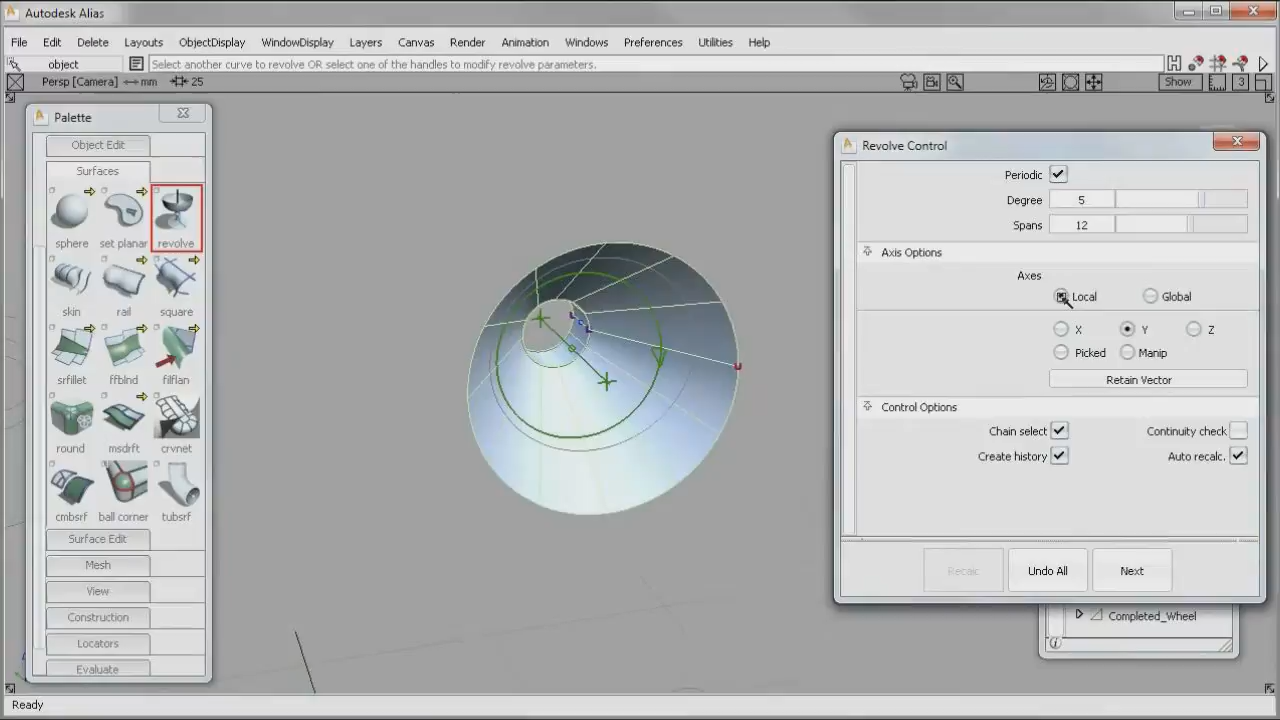 Autodesk Alias
File Edit Delete Layouts ObjectDisplay WindowDisplay Layers Canvas Render Animation Windows Preferences Utilities Help
object Select another curve to revolve OR select one of the handles to modify revolve parameters.
Persp [Camera] mm 25 Show 3
Palette
Object Edit
Surfaces
sphere set planar revolve
skin rail square
srfillet ffblnd filflan
round msdrft crvnet
cmbsrf ball corner tubsrf
Surface Edit
Mesh
View
Construction
Locators
Evaluate
Revolve Control
Periodic
Degree 5
Spans 12
Axis Options
Axes
Local Global
X Y Z
Picked Manip
Retain Vector
Control Options
Chain select Continuity check
Create history Auto recalc.
Recalc Undo All Next
Completed_Wheel
Ready